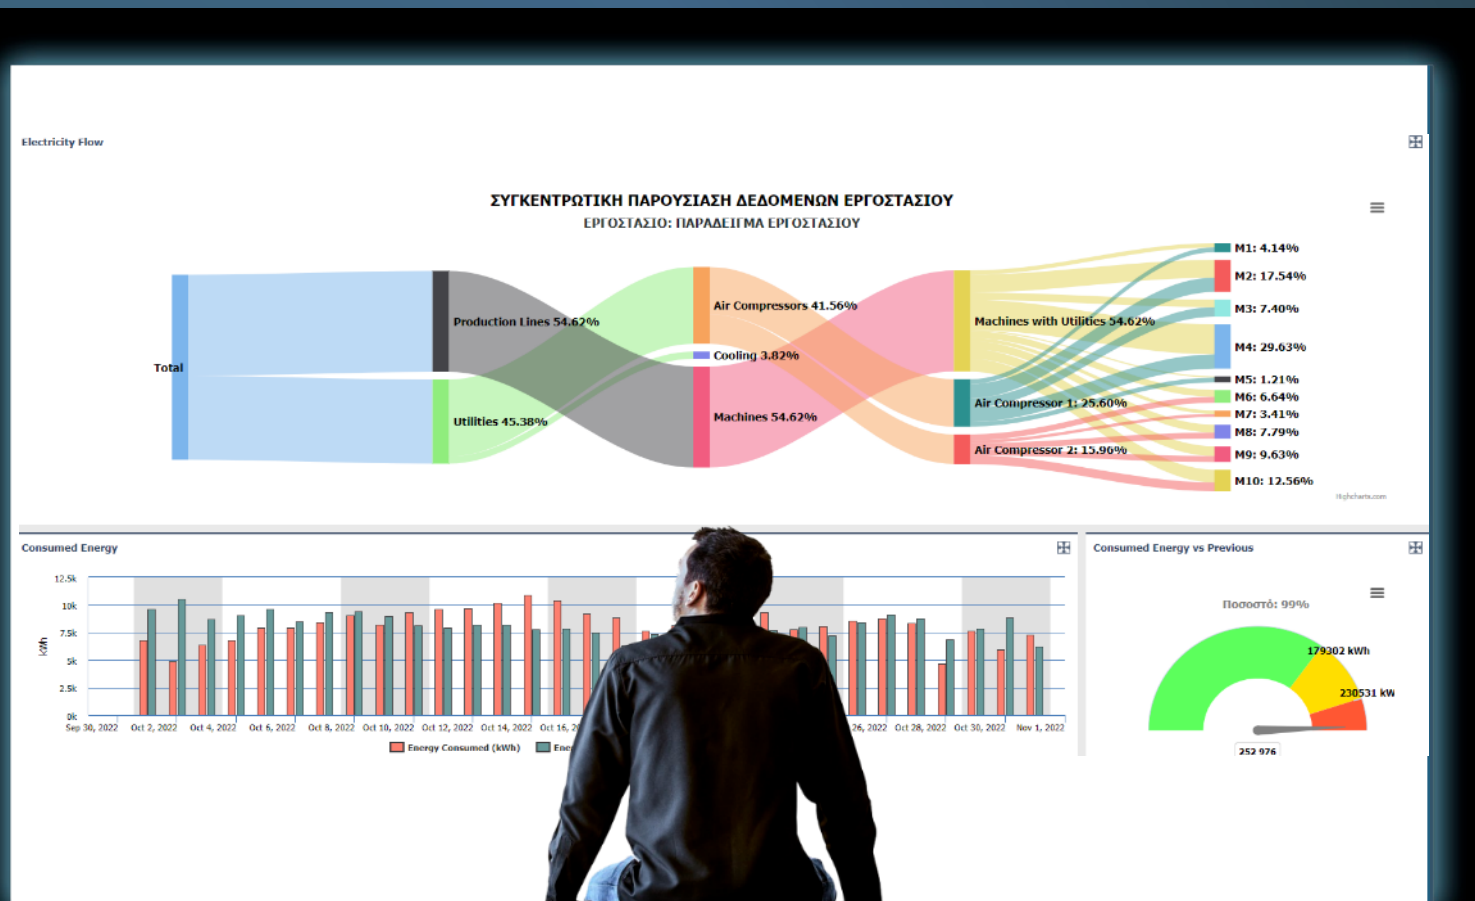 Electricity Flow
ΣΥΓΚΕΝΤΡΩΤΙΚΗ ΠΑΡΟΥΣΙΑΣΗ ΔΕΔΟΜΕΝΩΝ ΕΡΓΟΣΤΑΣΙΟΥ
ΕΡΓΟΣΤΑΣΙΟ: ΠΑΡΑΔΕΙΓΜΑ ΕΡΓΟΣΤΑΣΙΟΥ
Total
Production Lines 54.62%
Utilities 45.38%
Air Compressors 41.56%
Cooling 3.82%
Machines 54.62%
Machines with Utilities 54.62%
Air Compressor 1: 25.60%
Air Compressor 2: 15.96%
M1: 4.14%
M2: 17.54%
M3: 7.40%
M4: 29.63%
M5: 1.21%
M6: 6.64%
M7: 3.41%
M8: 7.79%
M9: 9.63%
M10: 12.56%
Highcharts.com
Consumed Energy
12.5k
10k
7.5k
5k
2.5k
0k
kWh
Sep 30, 2022 Oct 2, 2022 Oct 4, 2022 Oct 6, 2022 Oct 8, 2022 Oct 10, 2022 Oct 12, 2022 Oct 14, 2022 Oct 16, 26, 2022 Oct 28, 2022 Oct 30, 2022 Nov 1, 2022
Energy Consumed (kWh)
Consumed Energy vs Previous
Ποσοστό: 99%
179302 kWh
230531 kW
252 976